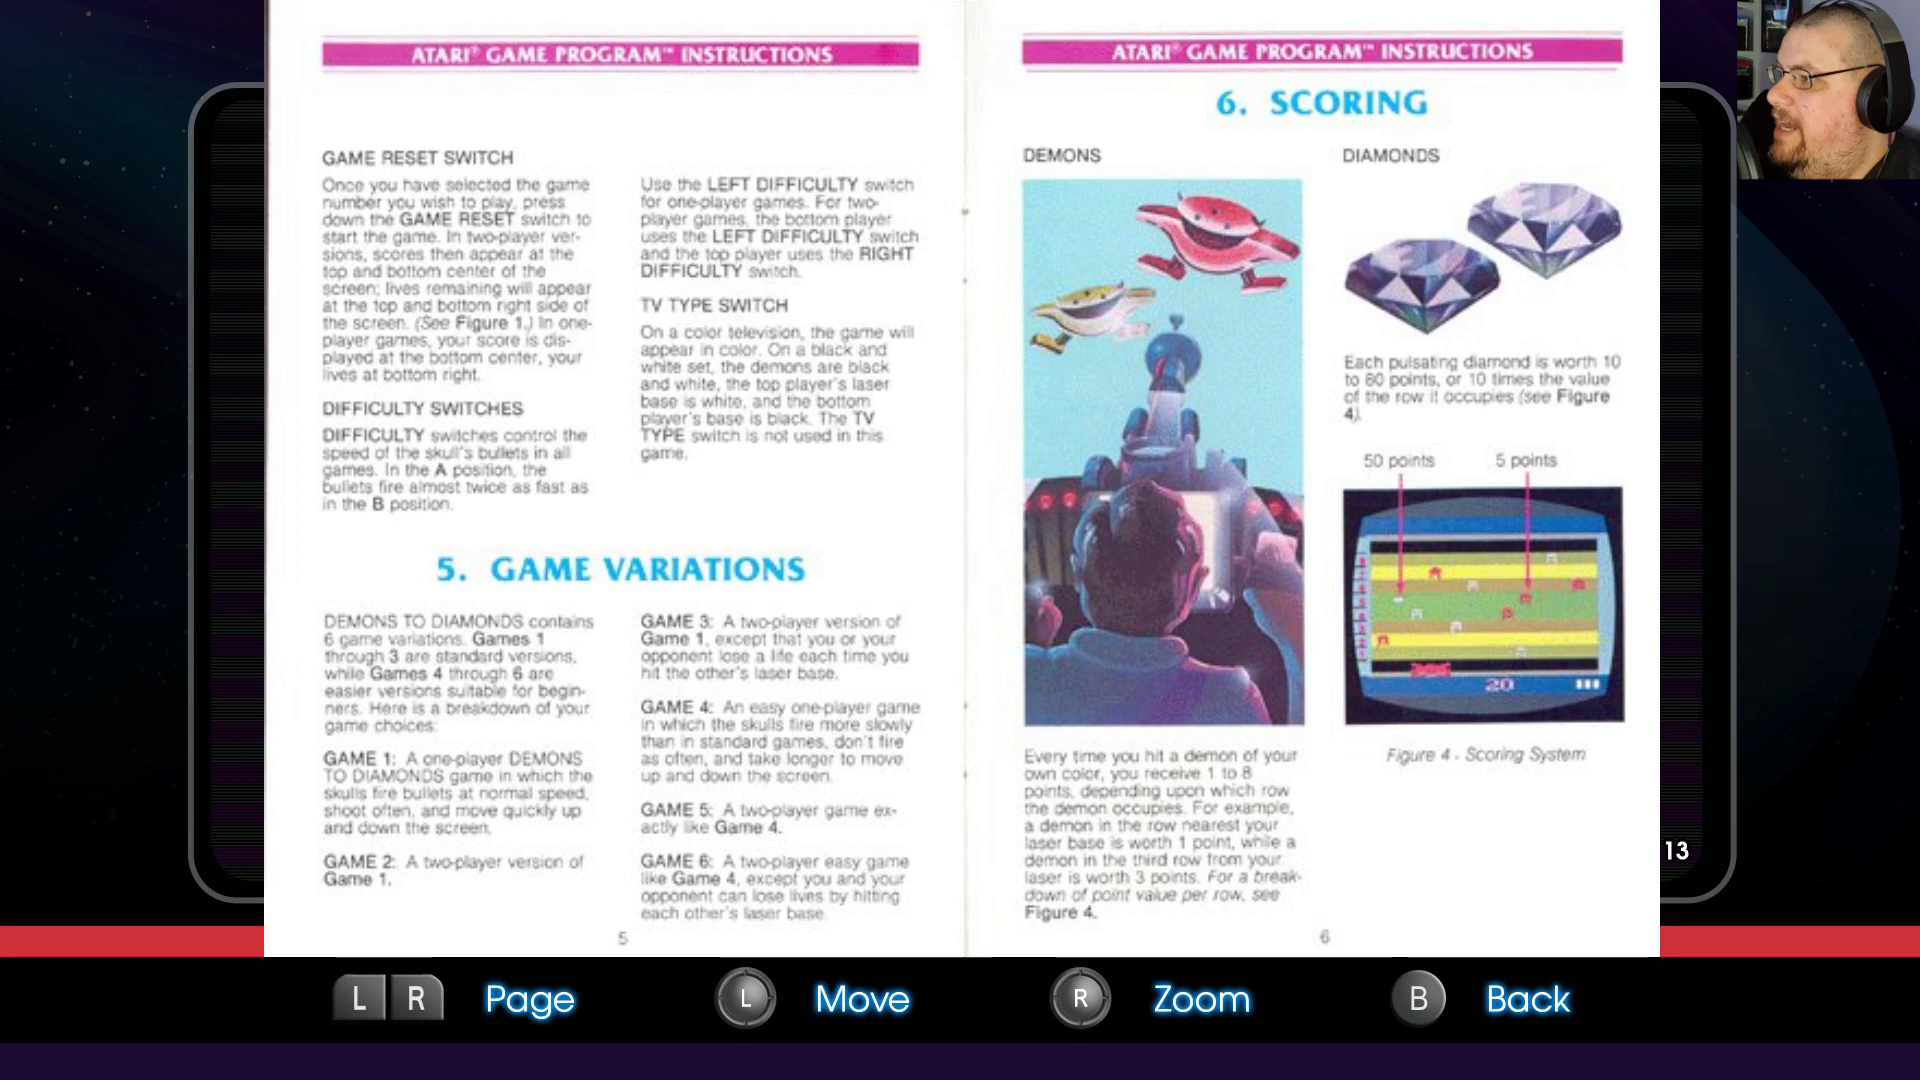 ATARI® GAME PROGRAM™ INSTRUCTIONS
GAME RESET SWITCH
Once you have selected the game
number you wish to play, press
down the GAME RESET switch to
start the game. In two-player ver-
sions, scores then appear at the
top and bottom center of the
screen; lives remaining will appear
at the top and bottom right side of
the screen. (See Figure 1.) In one-
player games, your score is dis-
played at the bottom center, your
lives at bottom right.
DIFFICULTY SWITCHES
DIFFICULTY switches control the
speed of the skull's bullets in all
games. In the A position, the
bullets fire almost twice as fast as
in the B position.
Use the LEFT DIFFICULTY switch
for one-player games. For two-
player games, the bottom player
uses the LEFT DIFFICULTY switch
and the top player uses the RIGHT
DIFFICULTY switch.
TV TYPE SWITCH
On a color television, the game will
appear in color. On a black and
white set, the demons are black
and white, the top player's laser
base is white, and the bottom
player's base is black. The TV
TYPE switch is not used in this
game.
5. GAME VARIATIONS
DEMONS TO DIAMONDS contains
6 game variations. Games 1
through 3 are standard versions,
while Games 4 through 6 are
easier versions suitable for begin-
ners. Here is a breakdown of your
game choices:
GAME 1: A one-player DEMONS
TO DIAMONDS game in which the
skulls fire bullets at normal speed,
shoot often, and move quickly up
and down the screen.
GAME 2: A two-player version of
Game 1.
GAME 3: A two-player version of
Game 1, except that you or your
opponent lose a life each time you
hit the other's laser base.
GAME 4: An easy one-player game
in which the skulls fire more slowly
than in standard games, don't fire
as often, and take longer to move
up and down the screen.
GAME 5: A two-player game ex-
actly like Game 4.
GAME 6: A two-player easy game
like Game 4, except you and your
opponent can lose lives by hitting
each other's laser base.
5
ATARI® GAME PROGRAM™ INSTRUCTIONS
6. SCORING
DEMONS
Every time you hit a demon of your
own color, you receive 1 to 8
points, depending upon which row
the demon occupies. For example,
a demon in the row nearest your
laser base is worth 1 point, while a
demon in the third row from your
laser is worth 3 points. For a break-
down of point value per row, see
Figure 4.
DIAMONDS
Each pulsating diamond is worth 10
to 80 points, or 10 times the value
of the row it occupies (see Figure
4).
50 points 5 points
20
Figure 4 - Scoring System
6
13
L R Page L Move R Zoom B Back